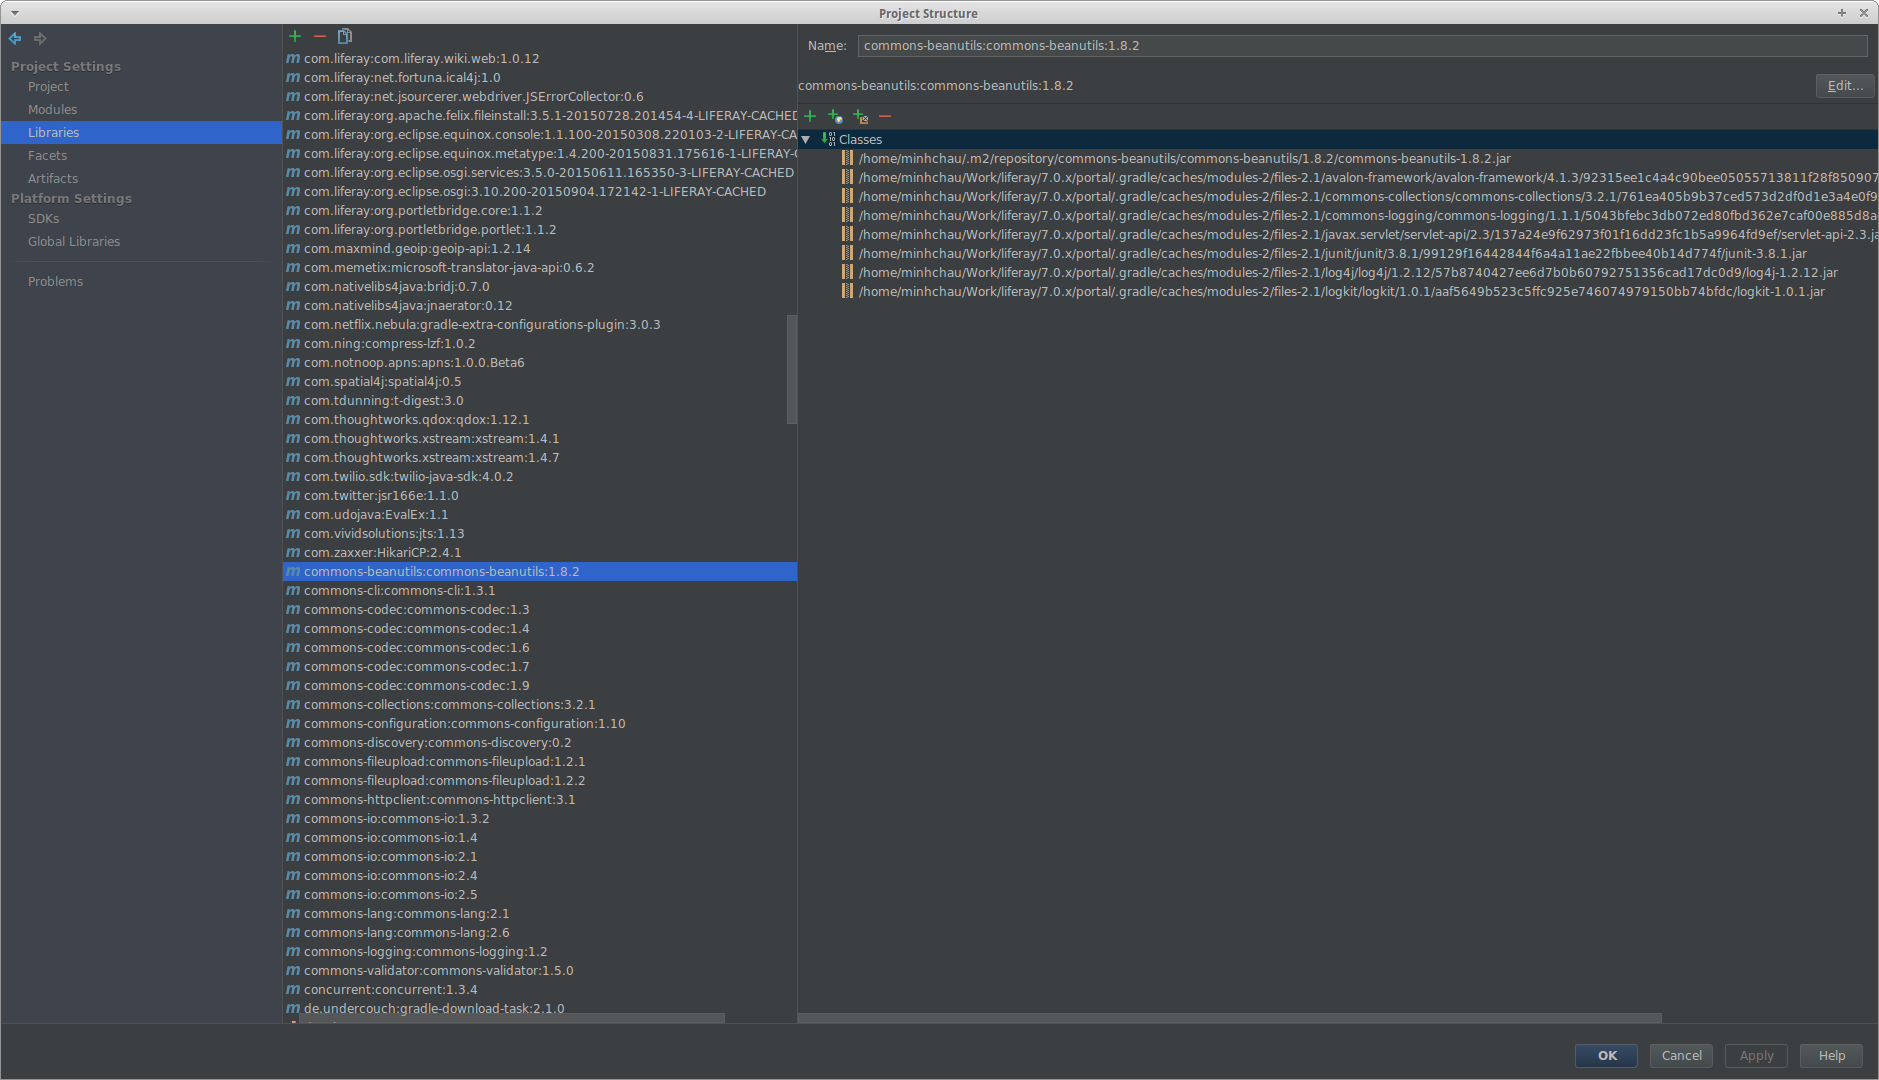 Project Structure
Project Settings
Project
Modules
Libraries
Facets
Artifacts
Platform Settings
SDKs
Global Libraries
Problems
com.liferay:com.liferay.wiki.web:1.0.12
com.liferay:net.fortuna.ical4j:1.0
com.liferay:net.jsourcerer.webdriver.JSErrorCollector:0.6
com.liferay:org.apache.felix.fileinstall:3.5.1-20150728.201454-4-LIFERAY-CACHED
com.liferay:org.eclipse.equinox.console:1.1.100-20150308.220103-2-LIFERAY-CA
com.liferay:org.eclipse.equinox.metatype:1.4.200-20150831.175616-1-LIFERAY-
com.liferay:org.eclipse.osgi.services:3.5.0-20150611.165350-3-LIFERAY-CACHED
com.liferay:org.eclipse.osgi:3.10.200-20150904.172142-1-LIFERAY-CACHED
com.liferay:org.portletbridge.core:1.1.2
com.liferay:org.portletbridge.portlet:1.1.2
com.maxmind.geoip:geoip-api:1.2.14
com.memetix:microsoft-translator-java-api:0.6.2
com.nativelibs4java:bridj:0.7.0
com.nativelibs4java:jnaerator:0.12
com.netflix.nebula:gradle-extra-configurations-plugin:3.0.3
com.ning:compress-lzf:1.0.2
com.notnoop.apns:apns:1.0.0.Beta6
com.spatial4j:spatial4j:0.5
com.tdunning:t-digest:3.0
com.thoughtworks.qdox:qdox:1.12.1
com.thoughtworks.xstream:xstream:1.4.1
com.thoughtworks.xstream:xstream:1.4.7
com.twilio.sdk:twilio-java-sdk:4.0.2
com.twitter:jsr166e:1.1.0
com.udojava:EvalEx:1.1
com.vividsolutions:jts:1.13
com.zaxxer:HikariCP:2.4.1
commons-beanutils:commons-beanutils:1.8.2
commons-cli:commons-cli:1.3.1
commons-codec:commons-codec:1.3
commons-codec:commons-codec:1.4
commons-codec:commons-codec:1.6
commons-codec:commons-codec:1.7
commons-codec:commons-codec:1.9
commons-collections:commons-collections:3.2.1
commons-configuration:commons-configuration:1.10
commons-discovery:commons-discovery:0.2
commons-fileupload:commons-fileupload:1.2.1
commons-fileupload:commons-fileupload:1.2.2
commons-httpclient:commons-httpclient:3.1
commons-io:commons-io:1.3.2
commons-io:commons-io:1.4
commons-io:commons-io:2.1
commons-io:commons-io:2.4
commons-io:commons-io:2.5
commons-lang:commons-lang:2.1
commons-lang:commons-lang:2.6
commons-logging:commons-logging:1.2
commons-validator:commons-validator:1.5.0
concurrent:concurrent:1.3.4
de.undercouch:gradle-download-task:2.1.0
Name: commons-beanutils:commons-beanutils:1.8.2
commons-beanutils:commons-beanutils:1.8.2
Edit...
Classes
/home/minhchau/.m2/repository/commons-beanutils/commons-beanutils/1.8.2/commons-beanutils-1.8.2.jar
/home/minhchau/Work/liferay/7.0.x/portal/.gradle/caches/modules-2/files-2.1/avalon-framework/avalon-framework/4.1.3/92315ee1c4a4c90bee05055713811f28f850907
/home/minhchau/Work/liferay/7.0.x/portal/.gradle/caches/modules-2/files-2.1/commons-collections/commons-collections/3.2.1/761ea405b9b37ced573d2df0d1e3a4e0f9
/home/minhchau/Work/liferay/7.0.x/portal/.gradle/caches/modules-2/files-2.1/commons-logging/commons-logging/1.1.1/5043bfebc3db072ed80fbd362e7caf00e885d8a
/home/minhchau/Work/liferay/7.0.x/portal/.gradle/caches/modules-2/files-2.1/javax.servlet/servlet-api/2.3/137a24e9f62973f01f16dd23fc1b5a9964fd9ef/servlet-api-2.3.ja
/home/minhchau/Work/liferay/7.0.x/portal/.gradle/caches/modules-2/files-2.1/junit/junit/3.8.1/99129f16442844f6a4a11ae22fbbee40b14d774f/junit-3.8.1.jar
/home/minhchau/Work/liferay/7.0.x/portal/.gradle/caches/modules-2/files-2.1/log4j/log4j/1.2.12/57b8740427ee6d7b0b60792751356cad17dc0d9/log4j-1.2.12.jar
/home/minhchau/Work/liferay/7.0.x/portal/.gradle/caches/modules-2/files-2.1/logkit/logkit/1.0.1/aaf5649b523c5ffc925e746074979150bb74bfdc/logkit-1.0.1.jar
OK
Cancel
Apply
Help